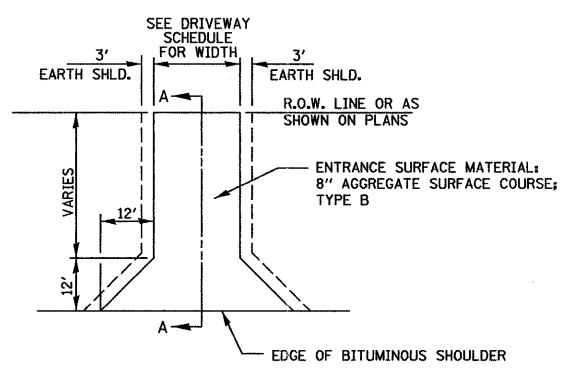 SEE DRIVEWAY
SCHEDULE
FOR WIDTH
3'
EARTH SHLD.
3'
EARTH SHLD.
A
R.O.W. LINE OR AS
SHOWN ON PLANS
ENTRANCE SURFACE MATERIAL:
8" AGGREGATE SURFACE COURSE;
TYPE B
VARIES
12'
12'
A
EDGE OF BITUMINOUS SHOULDER